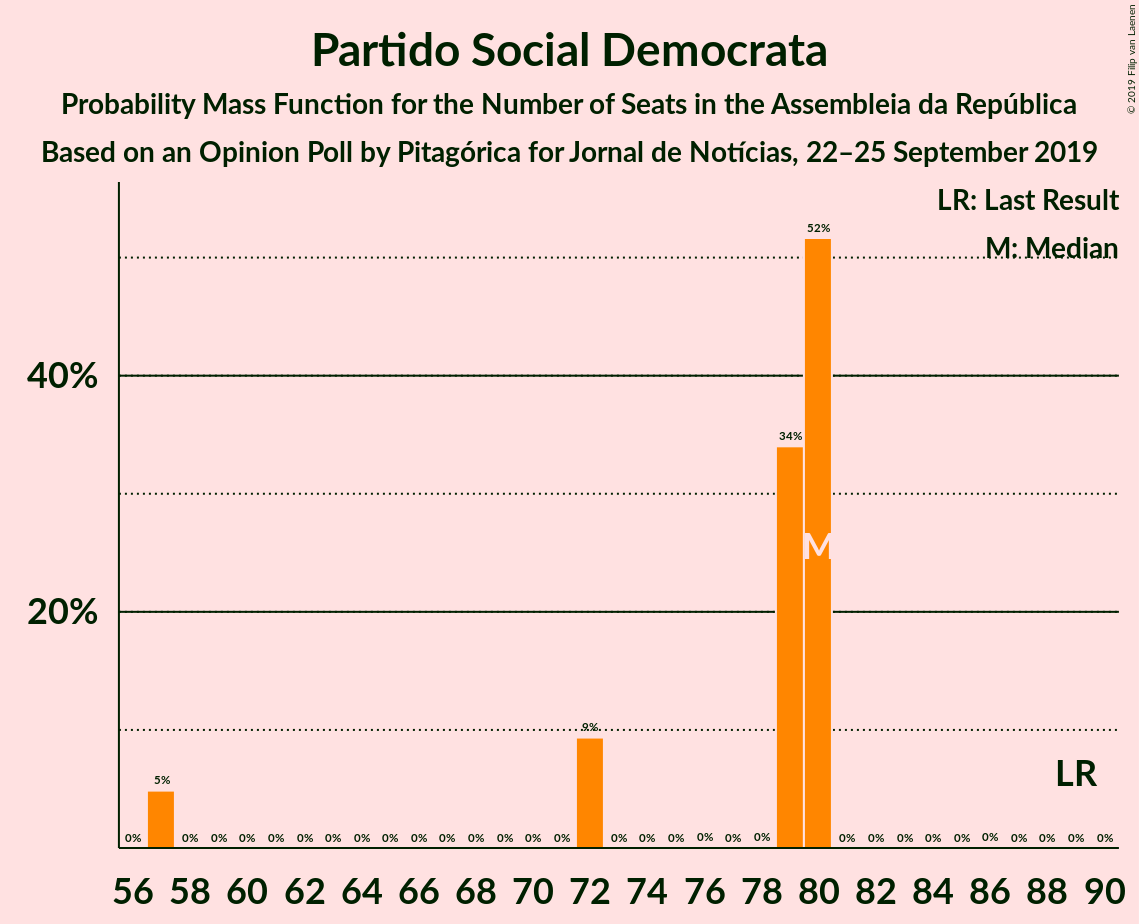 Partido Social Democrata
Probability Mass Function for the Number of Seats in the Assembleia da República
Based on an Opinion Poll by Pitagórica for Jornal de Notícias, 22–25 September 2019
© 2019 Filip van Laenen
LR: Last Result
M: Median
52%
40%
34%
M
20%
9%
LR
5%
0% 0% 0% 0% 0% 0% 0% 0% 0% 0% 0% 0% 0% 0% 0% 0% 0% 0% 0% 0% 0% 0% 0% 0% 0% 0% 0% 0% 0% 0% 0%
56 58 60 62 64 66 68 70 72 74 76 78 80 82 84 86 88 90